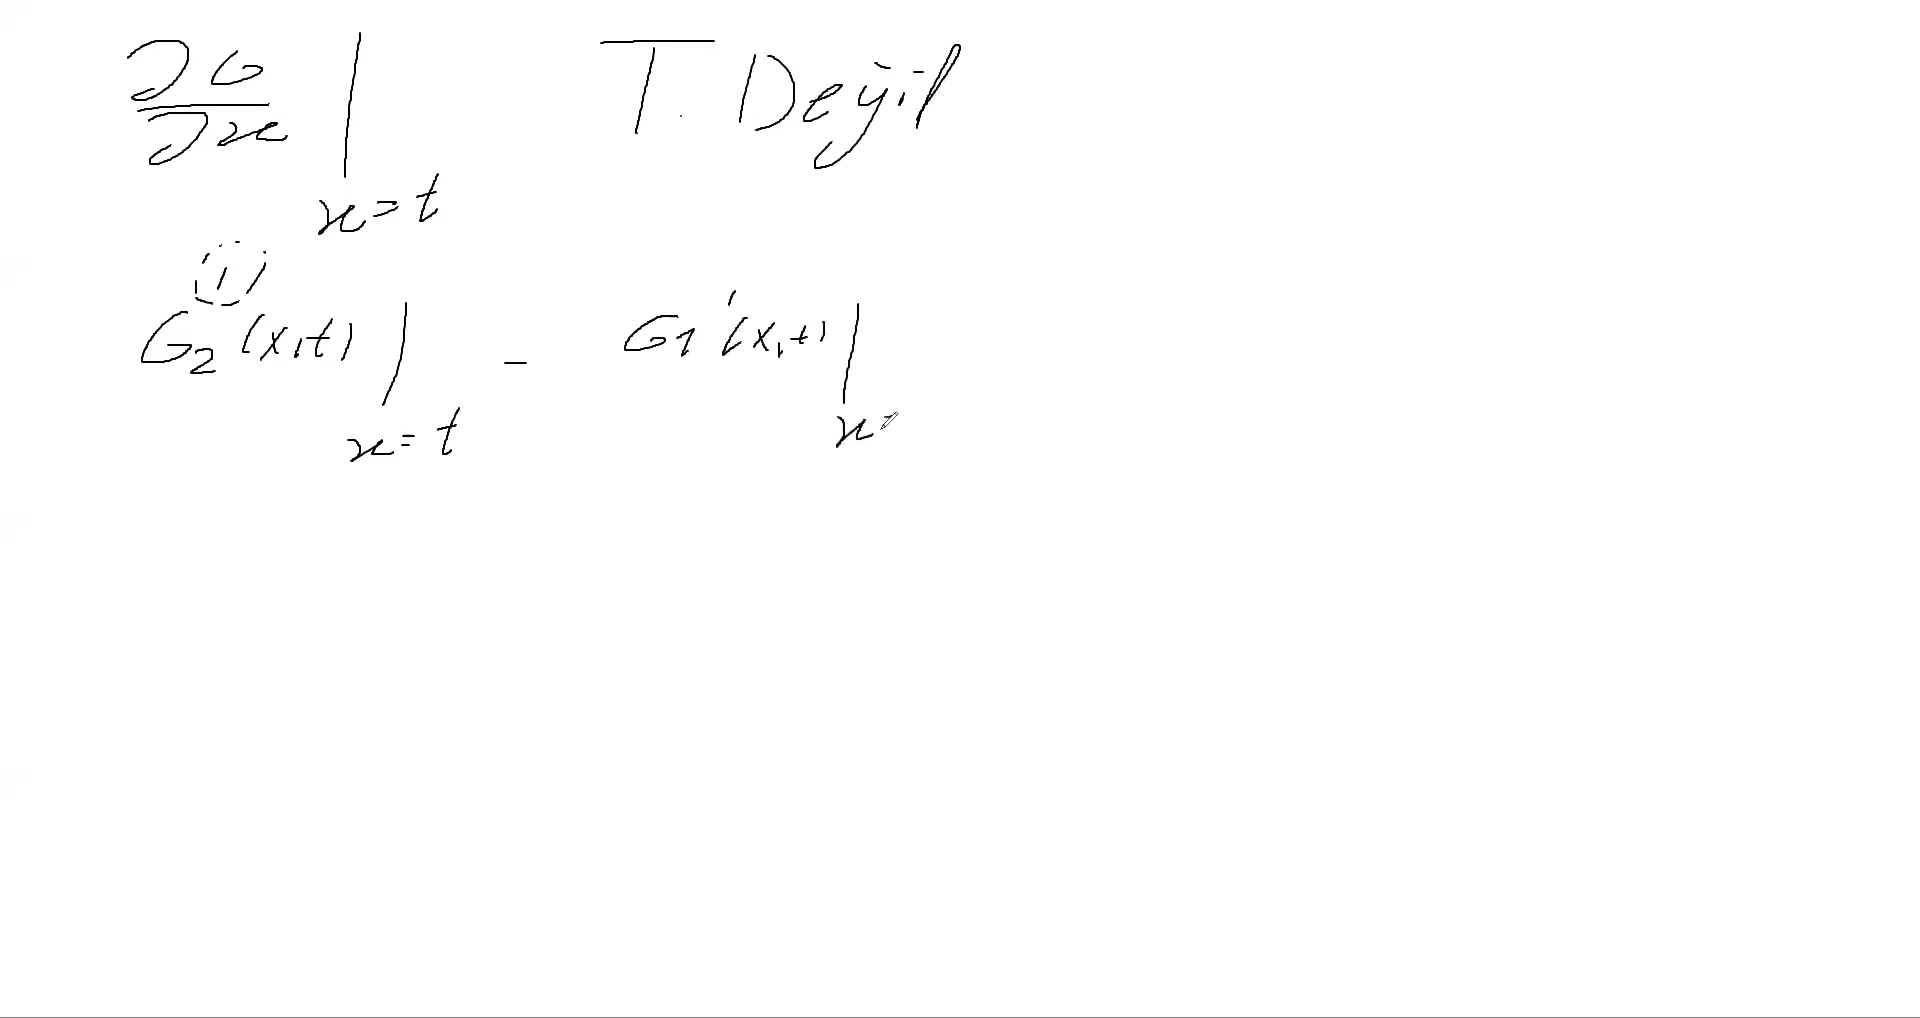 ∂G/∂x | x=t T. Değil
G₂'(x,t) | x=t - G1'(x,t) | x=